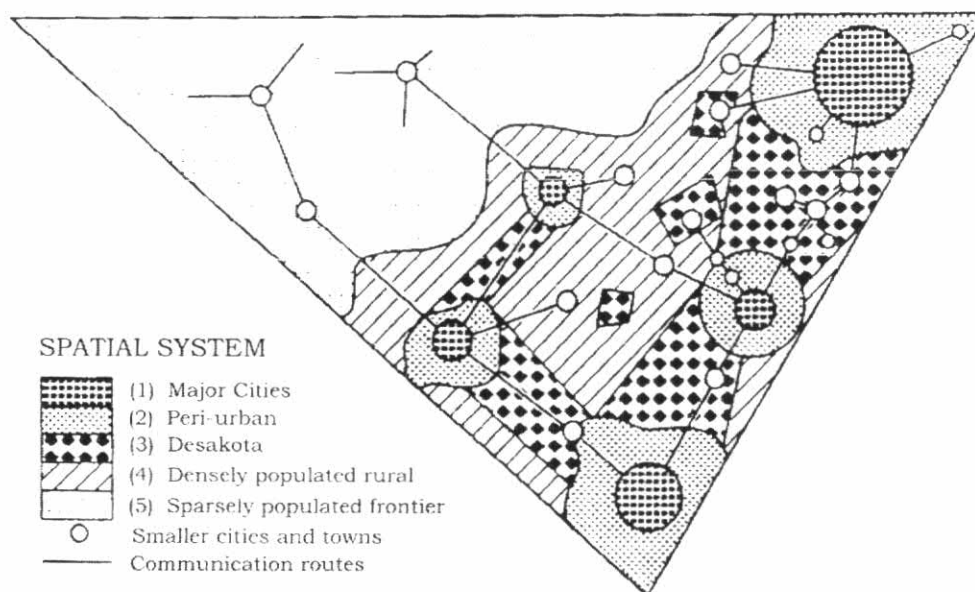 SPATIAL SYSTEM
(1) Major Cities
(2) Peri-urban
(3) Desakota
(4) Densely populated rural
(5) Sparsely populated frontier
Smaller cities and towns
Communication routes